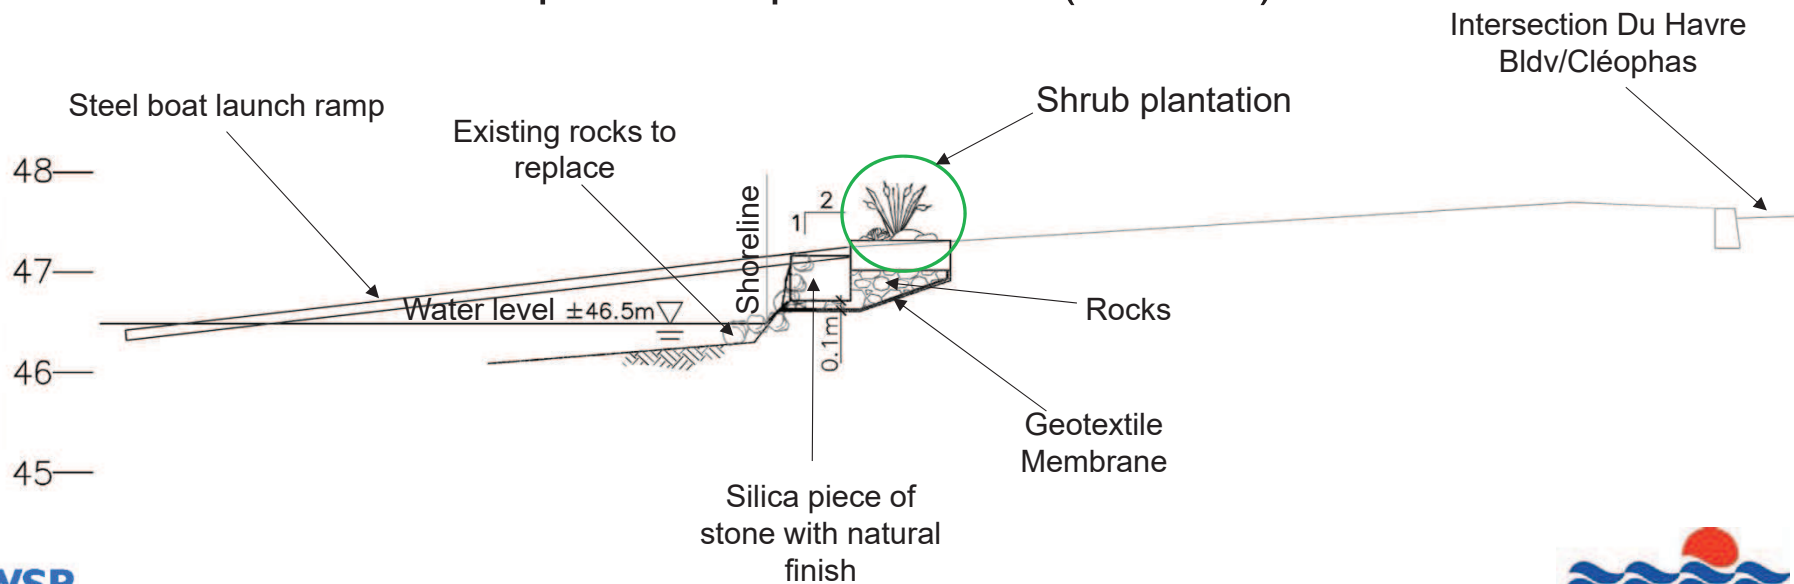 Intersection Du Havre
Bldv/Cléophas
Steel boat launch ramp
Existing rocks to
replace
Shrub plantation
48
Shoreline
1
2
47
Water level ±46.5m
Rocks
0.1m
46
Geotextile
Membrane
45
Silica piece of
stone with natural
finish
WSP